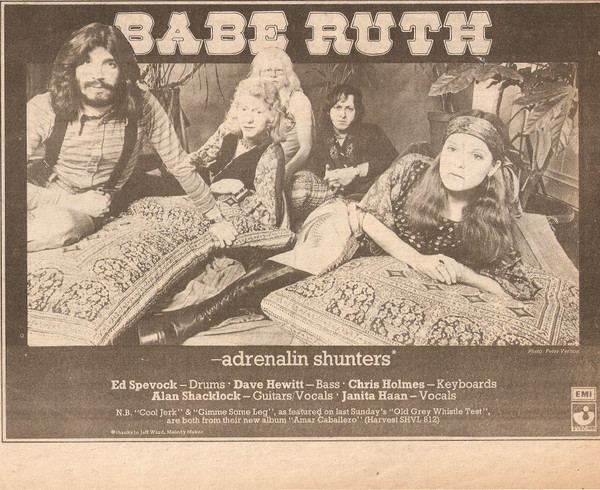 BABE RUTH
Photo: Peter Vernon
–adrenalin shunters*
Ed Spevock – Drums · Dave Hewitt – Bass · Chris Holmes – Keyboards
Alan Shacklock – Guitars/Vocals · Janita Haan – Vocals
N.B. "Cool Jerk" & "Gimme Some Leg", as featured on last Sunday's "Old Grey Whistle Test",
are both from their new album "Amar Caballero" (Harvest SHVL 812)
thanks to Jeff Ward, Melody Maker
EMI